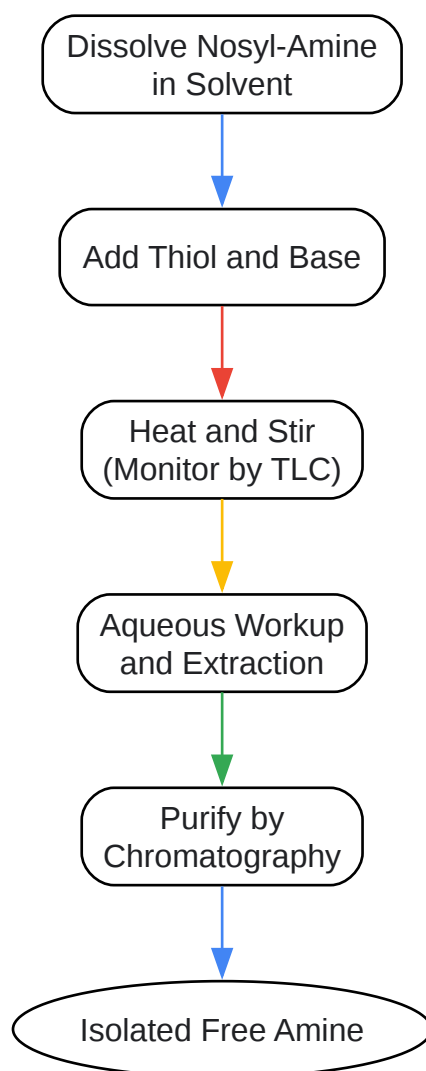 Dissolve Nosyl-Amine
in Solvent
Add Thiol and Base
Heat and Stir
(Monitor by TLC)
Aqueous Workup
and Extraction
Purify by
Chromatography
Isolated Free Amine